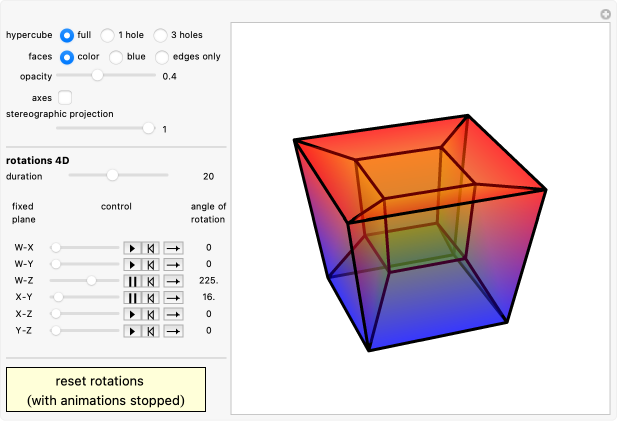 hypercube full 1 hole 3 holes
faces color blue edges only
opacity 0.4
axes
stereographic projection
1
rotations 4D
duration 20
fixed control angle of
plane rotation
W-X 0
W-Y 0
W-Z 225.
X-Y 16.
X-Z 0
Y-Z 0
reset rotations
(with animations stopped)